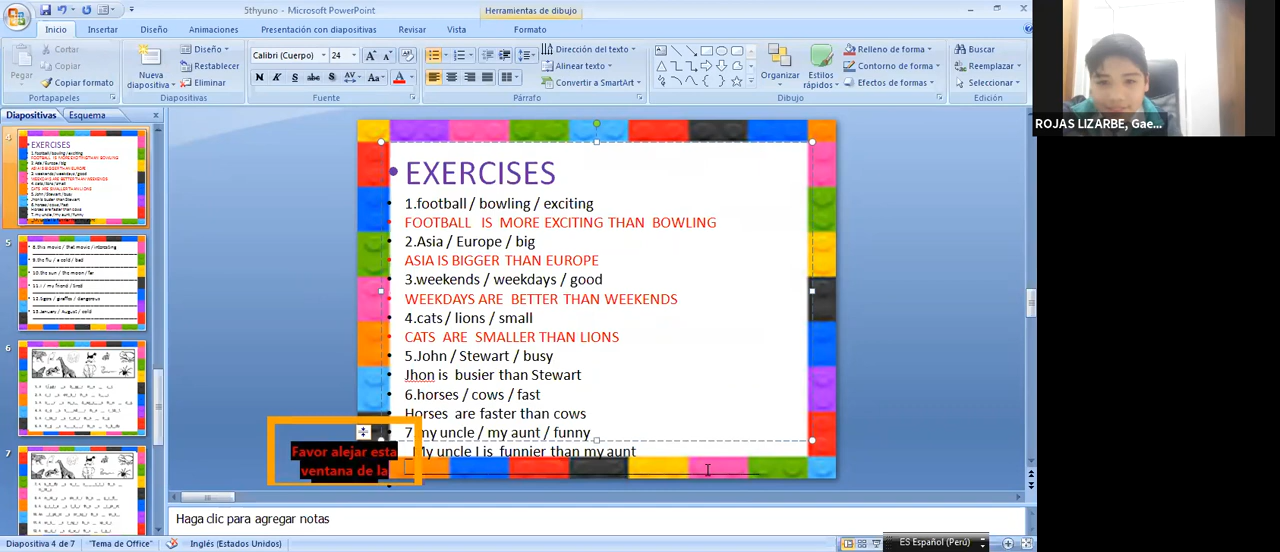 5thyuno - Microsoft PowerPoint
Herramientas de dibujo
Inicio
Insertar
Diseño
Animaciones
Presentación con diapositivas
Revisar
Vista
Formato
Pegar
Cortar
Copiar
Copiar formato
Portapapeles
Nueva diapositiva
Diseño
Restablecer
Eliminar
Diapositivas
Calibri (Cuerpo)
24
Fuente
Dirección del texto
Alinear texto
Convertir a SmartArt
Párrafo
Organizar
Estilos rápidos
Relleno de forma
Contorno de forma
Efectos de formas
Dibujo
Buscar
Reemplazar
Seleccionar
Edición
ROJAS LIZARBE, Gae...
Diapositivas
Esquema
4
5
6
7
EXERCISES
1.football / bowling / exciting
FOOTBALL IS MORE EXCITING THAN BOWLING
2.Asia / Europe / big
ASIA IS BIGGER THAN EUROPE
3.weekends / weekdays / good
WEEKDAYS ARE BETTER THAN WEEKENDS
4.cats / lions / small
CATS ARE SMALLER THAN LIONS
5.John / Stewart / busy
Jhon is busier than Stewart
6.horses / cows / fast
Horses are faster than cows
7.my uncle / my aunt / funny
My uncle I is funnier than my aunt
Favor alejar esta
ventana de la
Haga clic para agregar notas
Diapositiva 4 de 7
"Tema de Office"
Inglés (Estados Unidos)
ES Español (Perú)